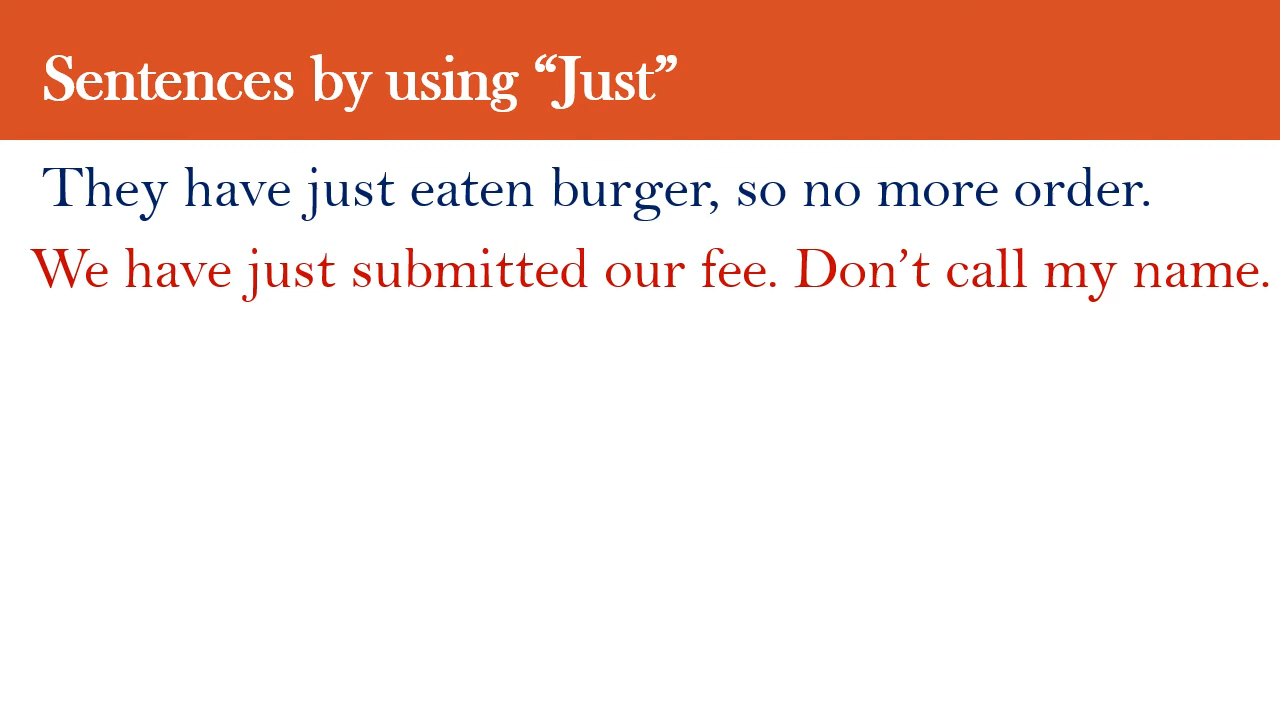 Sentences by using “Just”
They have just eaten burger, so no more order.
We have just submitted our fee. Don’t call my name.